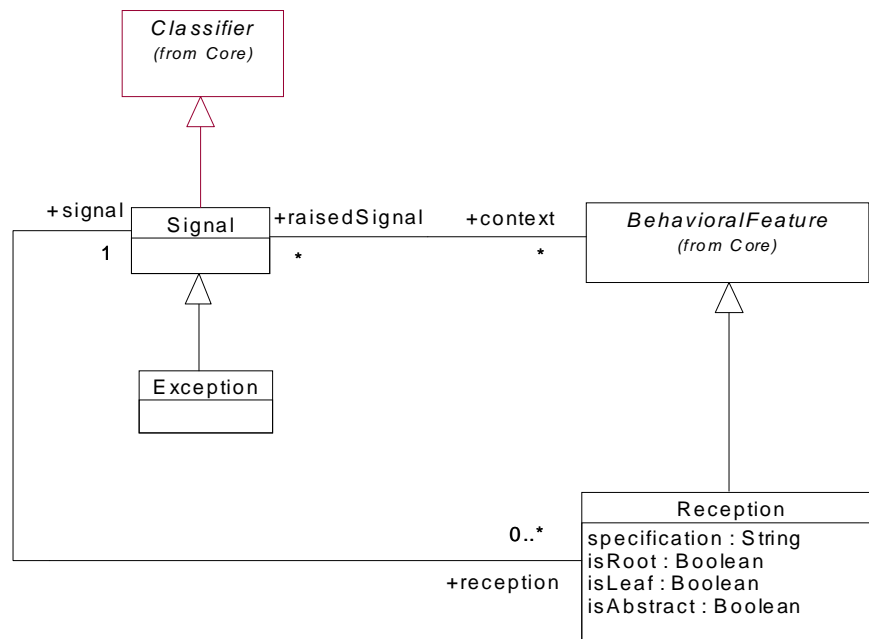 Classifier
(from Core)
+signal
Signal
+raisedSignal
+context
BehavioralFeature
(from Core)
1
*
*
Exception
Reception
0..*
specification : String
isRoot : Boolean
+reception
isLeaf : Boolean
isAbstract : Boolean